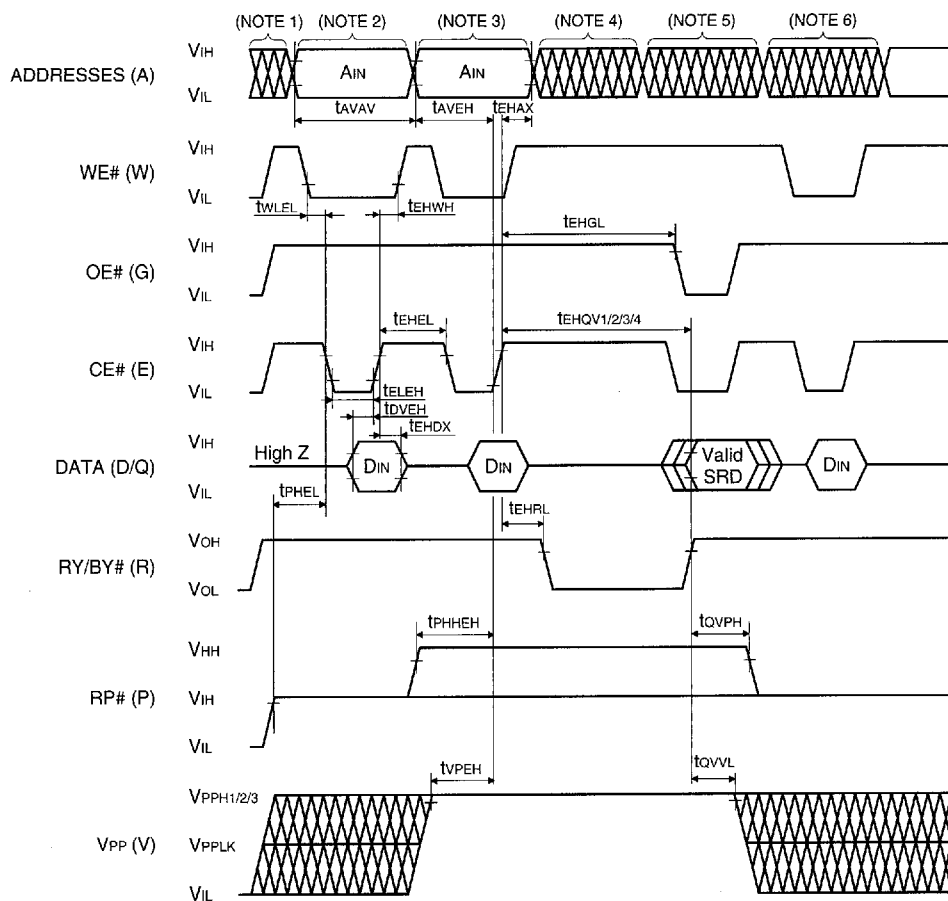 (NOTE 1) (NOTE 2) (NOTE 3) (NOTE 4) (NOTE 5) (NOTE 6)
VIH
ADDRESSES (A) AIN AIN
VIL
tAVAV tAVEH tEHAX
VIH
WE# (W)
VIL
tWLEL tEHWH
tEHGL
VIH
OE# (G)
VIL
tEHEL tEHQV1/2/3/4
VIH
CE# (E)
VIL
tELEH
tDVEH
tEHDX
VIH
High Z
DATA (D/Q) DIN DIN Valid SRD DIN
VIL
tPHEL tEHRL
VOH
RY/BY# (R)
VOL
tPHHEH tQVPH
VHH
RP# (P) VIH
VIL
tVPEH tQVVL
VPPH1/2/3
VPP (V) VPPLK
VIL